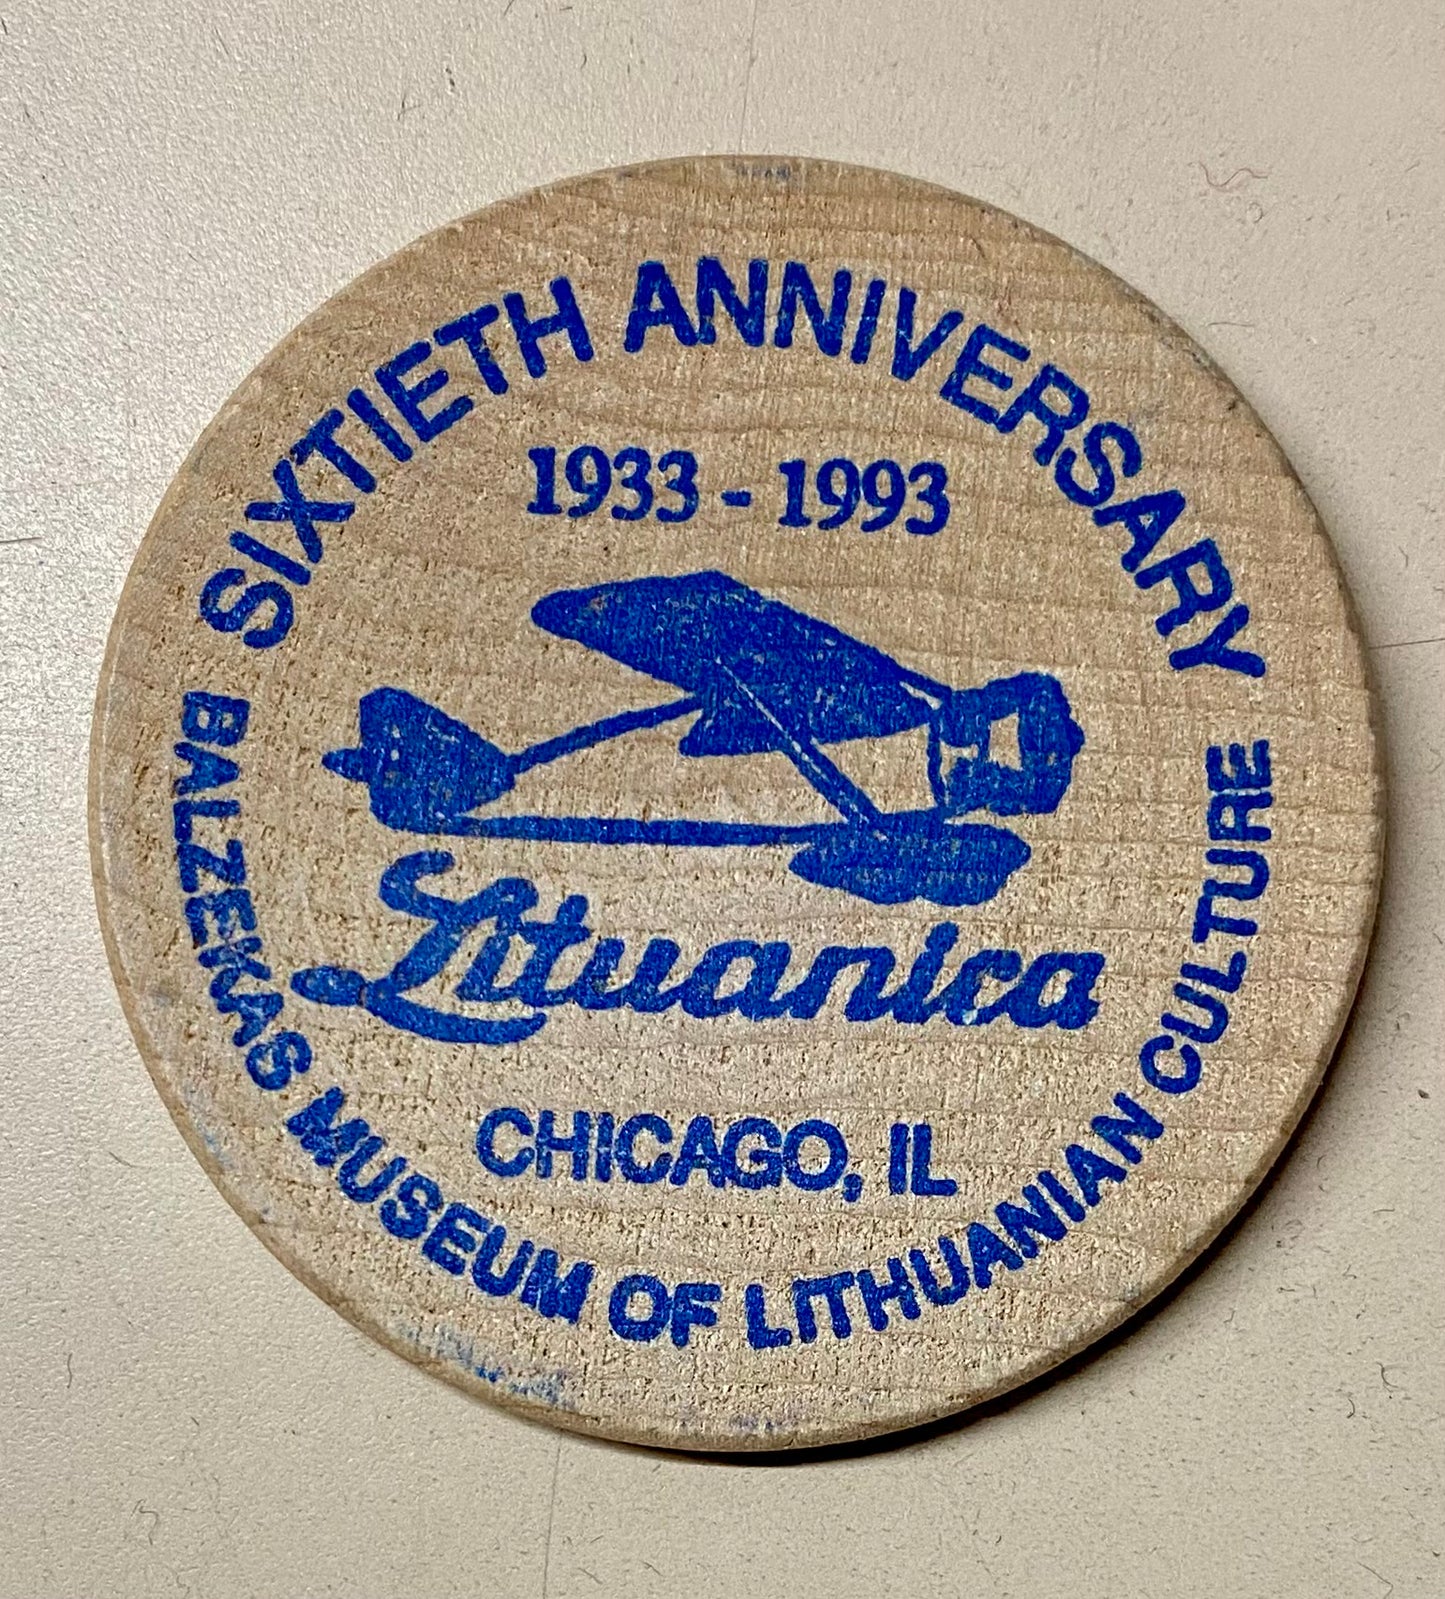 SIXTIETH ANNIVERSARY
1933 - 1993
Lituanica
CHICAGO, IL
BALZEKAS MUSEUM OF LITHUANIAN CULTURE